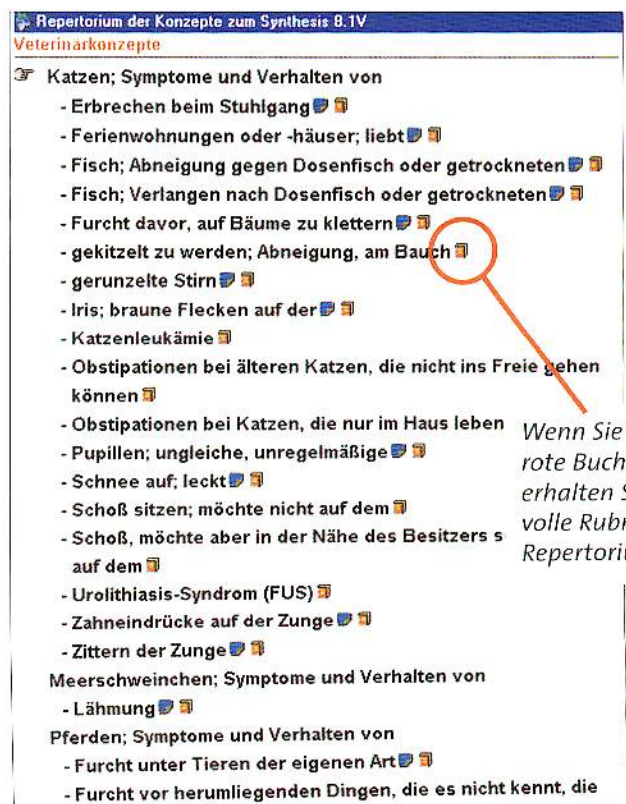 Repertorium der Konzepte zum Synthesis 8.1V
Veterinarkonzepte
Katzen; Symptome und Verhalten von
- Erbrechen beim Stuhlgang
- Ferienwohnungen oder -häuser; liebt
- Fisch; Abneigung gegen Dosenfisch oder getrockneten
- Fisch; Verlangen nach Dosenfisch oder getrockneten
- Furcht davor, auf Bäume zu klettern
- gekitzelt zu werden; Abneigung, am Bauch
- gerunzelte Stirn
- Iris; braune Flecken auf der
- Katzenleukämie
- Obstipationen bei älteren Katzen, die nicht ins Freie gehen
können
- Obstipationen bei Katzen, die nur im Haus leben
- Pupillen; ungleiche, unregelmäßige
- Schnee auf; leckt
- Schoß sitzen; möchte nicht auf dem
- Schoß, möchte aber in der Nähe des Besitzers s
auf dem
- Urolithiasis-Syndrom (FUS)
- Zahneindrücke auf der Zunge
- Zittern der Zunge
Meerschweinchen; Symptome und Verhalten von
- Lähmung
Pferden; Symptome und Verhalten von
- Furcht unter Tieren der eigenen Art
- Furcht vor herumliegenden Dingen, die es nicht kennt, die
Wenn Sie
rote Buch
erhalten S
volle Rubr
Repertoriu